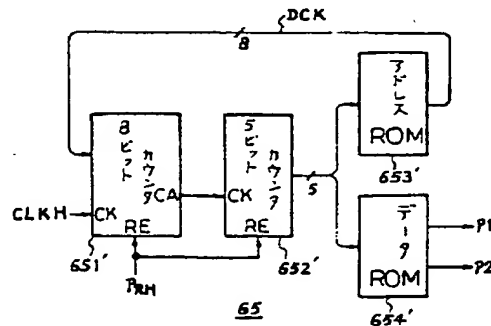 DCK
8
アドレス
ROM
653'
8ビット
カウンタ
CA
CLKH
CK
RE
651'
5ビット
カウンタ
CK
RE
652'
5
データ
ROM
654'
P1
P2
PRH
65